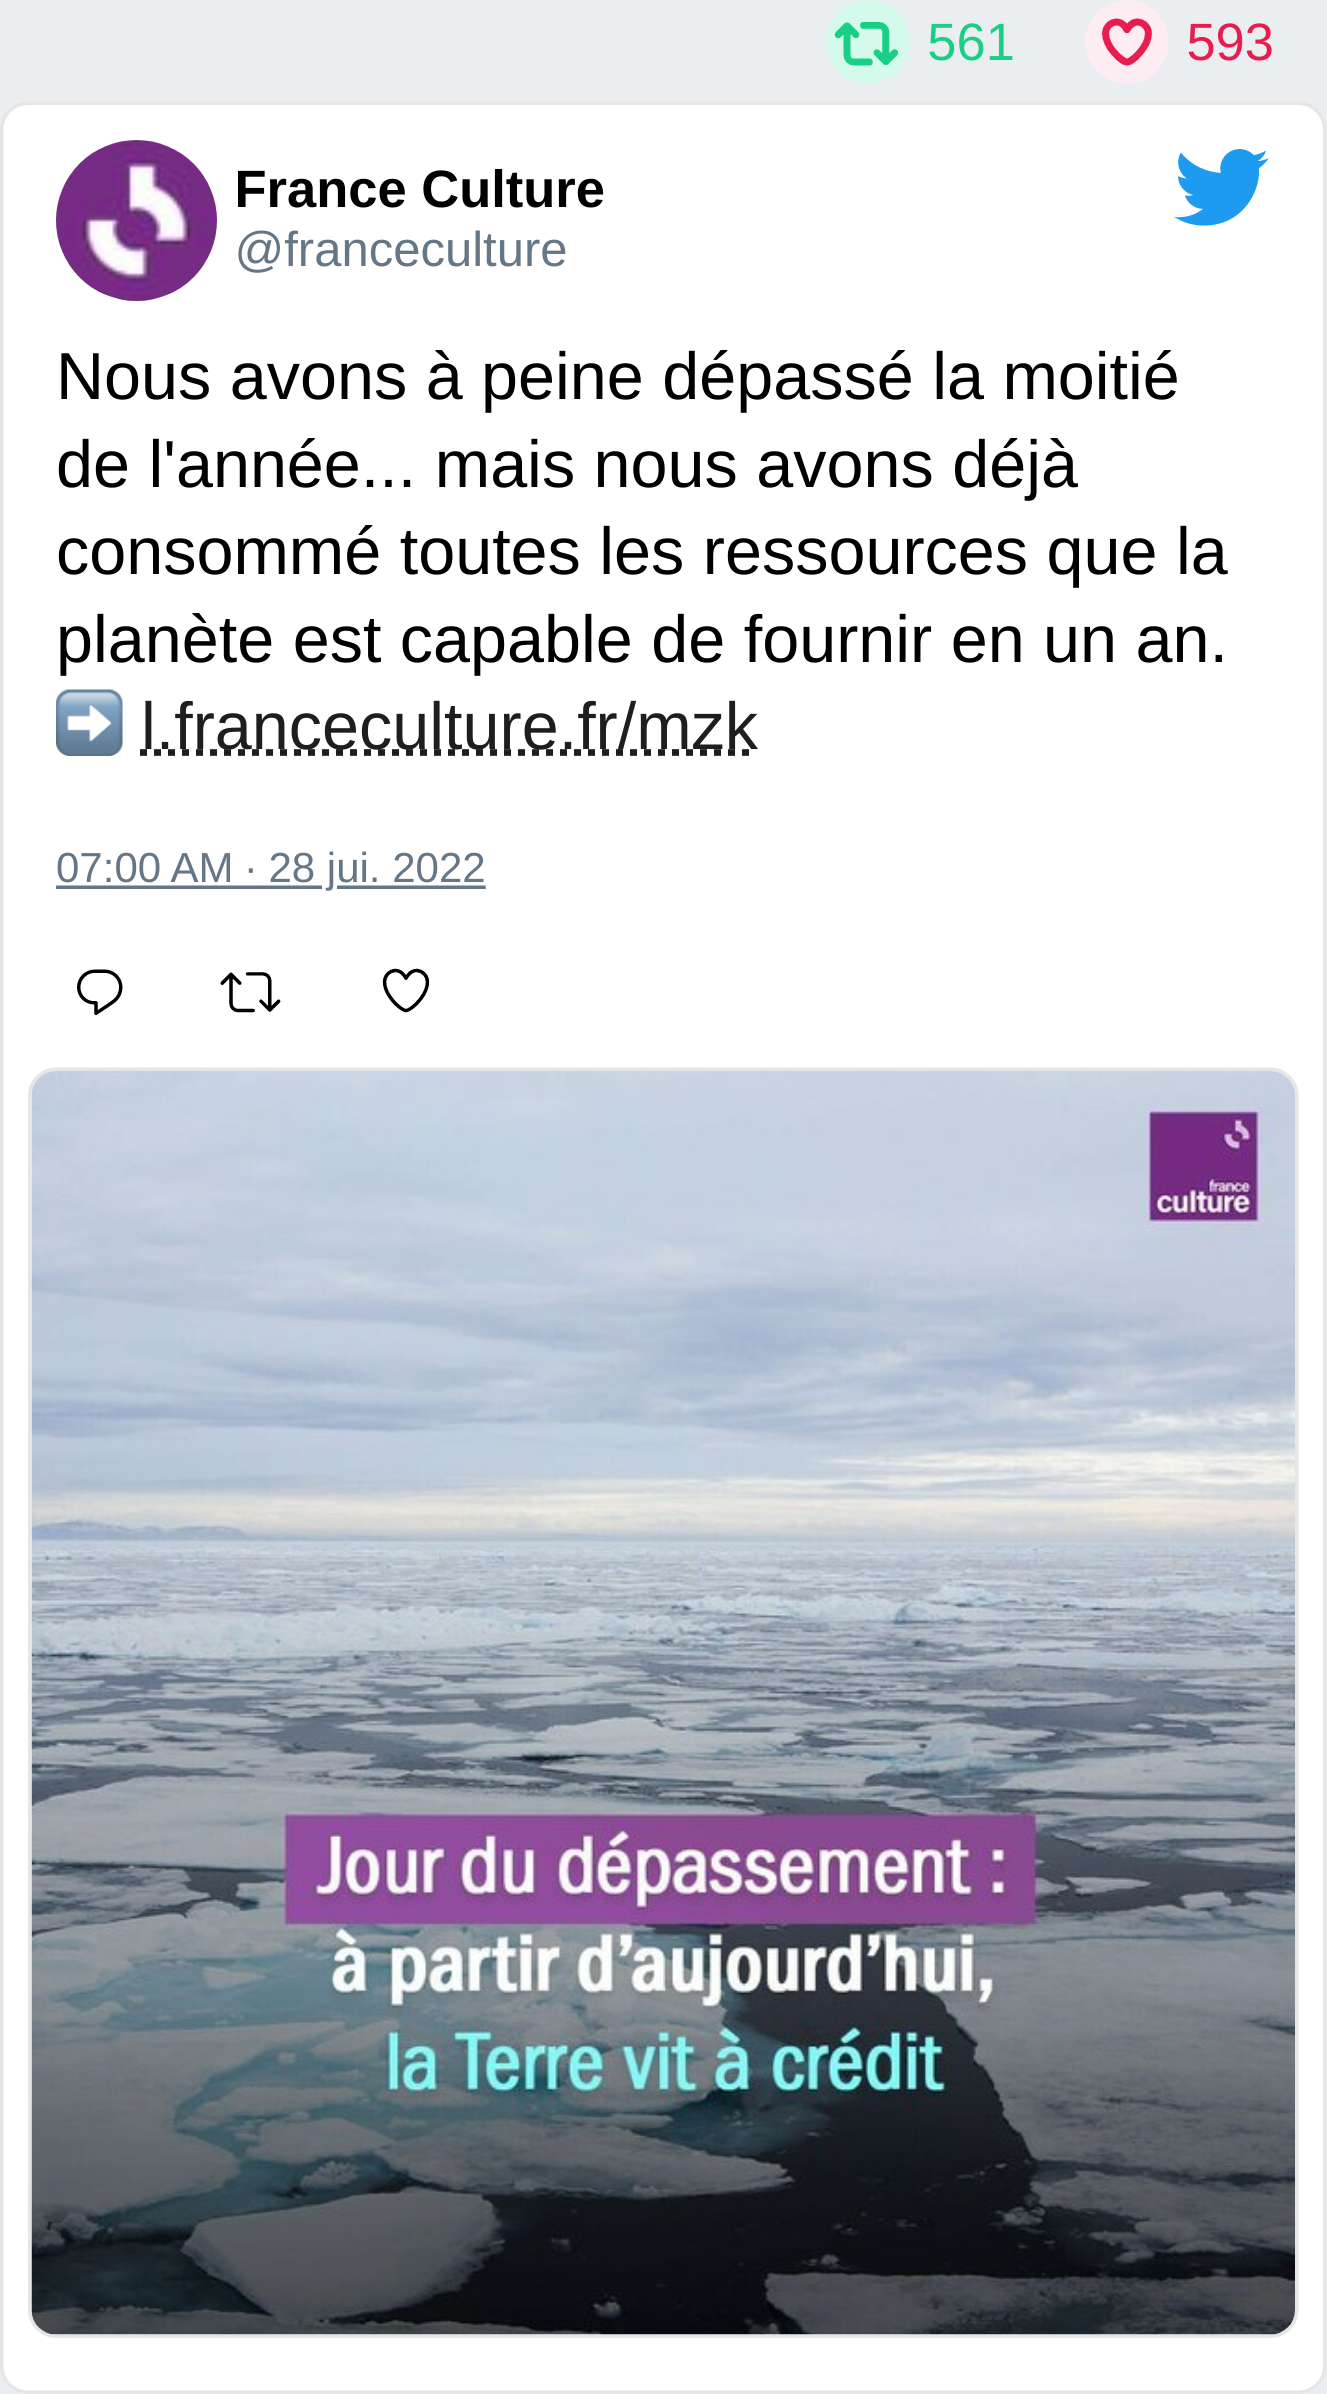 561 593
France Culture
@franceculture
Nous avons à peine dépassé la moitié
de l'année... mais nous avons déjà
consommé toutes les ressources que la
planète est capable de fournir en un an.
➡️ l.franceculture.fr/mzk
07:00 AM · 28 jui. 2022
france
culture
Jour du dépassement :
à partir d’aujourd’hui,
la Terre vit à crédit